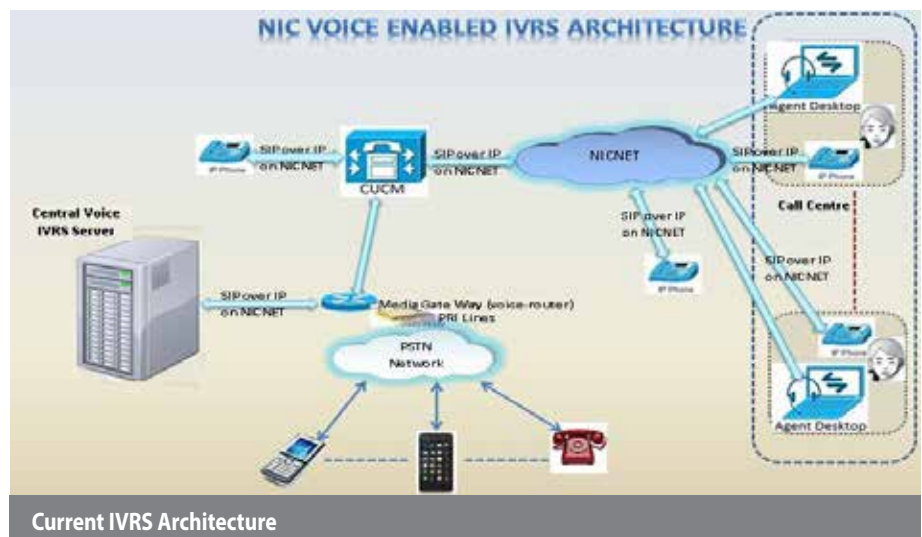 NIC VOICE ENABLED IVRS ARCHITECTURE
Agent Desktop
SIP over IP
on NICNET
IP Phone
CUCM
SIP over IP
on NICNET
NICNET
SIP over IP
on NICNET
IP Phone
Call Centre
Central Voice
IVRS Server
SIP over IP
on NICNET
IP Phone
SIP over IP
on NICNET
SIP over IP
on NICNET
Media Gate Way (voice-router)
PRI Lines
PSTN
Network
IP Phone
Agent Desktop
Current IVRS Architecture